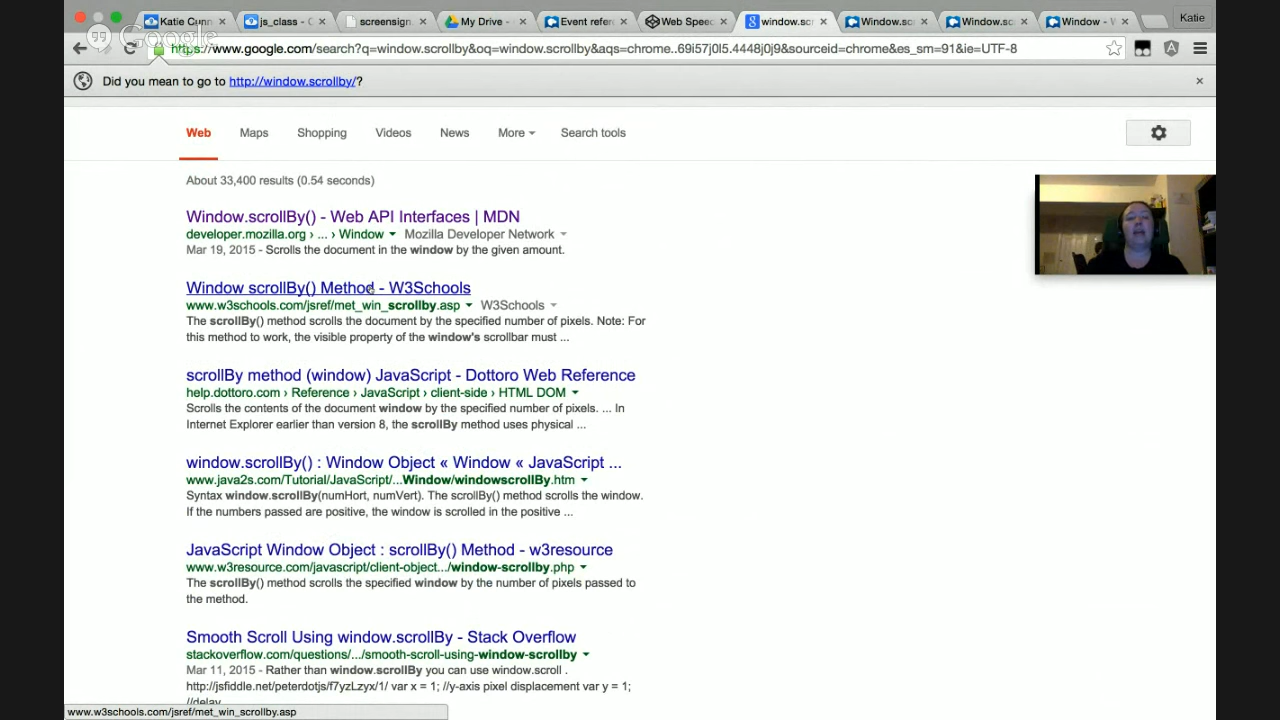 Katie Cunn
js_class - C
screensign.
My Drive -
Event refere
Web Speec
window.scr
Window.sc
Window.sc
Window - W
Katie
Google
https://www.google.com/search?q=window.scrollby&oq=window.scrollby&aqs=chrome..69i57j0l5.4448j0j9&sourceid=chrome&es_sm=91&ie=UTF-8
Did you mean to go to http://window.scrollby/?
Web Maps Shopping Videos News More Search tools
About 33,400 results (0.54 seconds)
Window.scrollBy() - Web API Interfaces | MDN
developer.mozilla.org › ... › Window Mozilla Developer Network
Mar 19, 2015 - Scrolls the document in the window by the given amount.
Window scrollBy() Method - W3Schools
www.w3schools.com/jsref/met_win_scrollby.asp W3Schools
The scrollBy() method scrolls the document by the specified number of pixels. Note: For
this method to work, the visible property of the window's scrollbar must ...
scrollBy method (window) JavaScript - Dottoro Web Reference
help.dottoro.com › Reference › JavaScript › client-side › HTML DOM
Scrolls the contents of the document window by the specified number of pixels. ... In
Internet Explorer earlier than version 8, the scrollBy method uses physical ...
window.scrollBy() : Window Object « Window « JavaScript ...
www.java2s.com/Tutorial/JavaScript/...Window/windowscrollBy.htm
Syntax window.scrollBy(numHort, numVert). The scrollBy() method scrolls the window.
If the numbers passed are positive, the window is scrolled in the positive ...
JavaScript Window Object : scrollBy() Method - w3resource
www.w3resource.com/javascript/client-object.../window-scrollby.php
The scrollBy() method scrolls the specified window by the number of pixels passed to
the method.
Smooth Scroll Using window.scrollBy - Stack Overflow
stackoverflow.com/questions/.../smooth-scroll-using-window-scrollby
Mar 11, 2015 - Rather than window.scrollBy you can use window.scroll .
http://jsfiddle.net/peterdotjs/f7yzLzyx/1/ var x = 1; //y-axis pixel displacement var y = 1;
//delay
www.w3schools.com/jsref/met_win_scrollby.asp